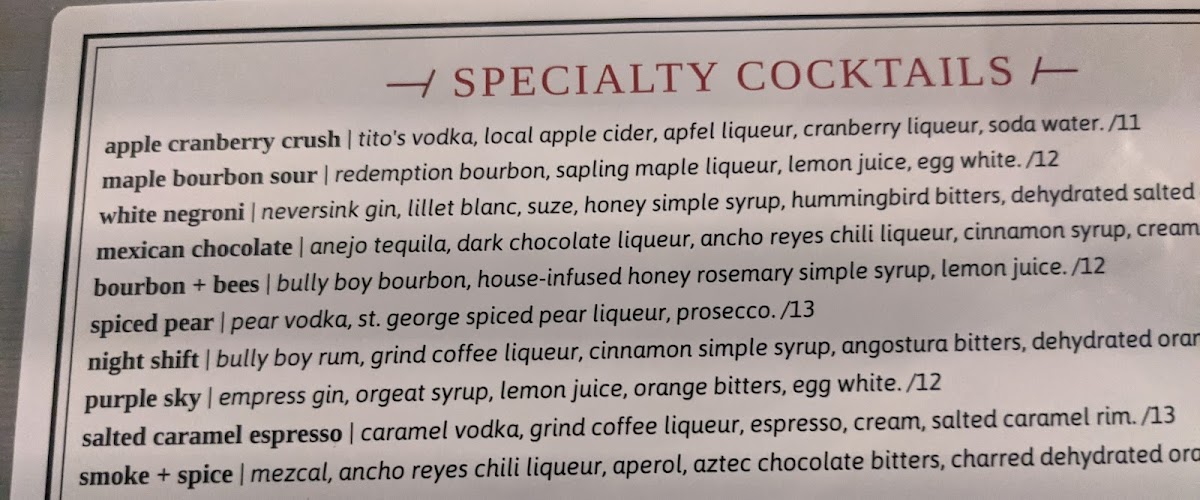 SPECIALTY COCKTAILS
apple cranberry crush | tito's vodka, local apple cider, apfel liqueur, cranberry liqueur, soda water. /11
maple bourbon sour | redemption bourbon, sapling maple liqueur, lemon juice, egg white. /12
white negroni | neversink gin, lillet blanc, suze, honey simple syrup, hummingbird bitters, dehydrated salted
mexican chocolate | anejo tequila, dark chocolate liqueur, ancho reyes chili liqueur, cinnamon syrup, cream
bourbon + bees | bully boy bourbon, house-infused honey rosemary simple syrup, lemon juice. /12
spiced pear | pear vodka, st. george spiced pear liqueur, prosecco. /13
night shift | bully boy rum, grind coffee liqueur, cinnamon simple syrup, angostura bitters, dehydrated
purple sky | empress gin, orgeat syrup, lemon juice, orange bitters, egg white. /12
salted caramel espresso | caramel vodka, grind coffee liqueur, espresso, cream, salted caramel rim. /13
smoke + spice | mezcal, ancho reyes chili liqueur, aperol, aztec chocolate bitters, charred dehydrated